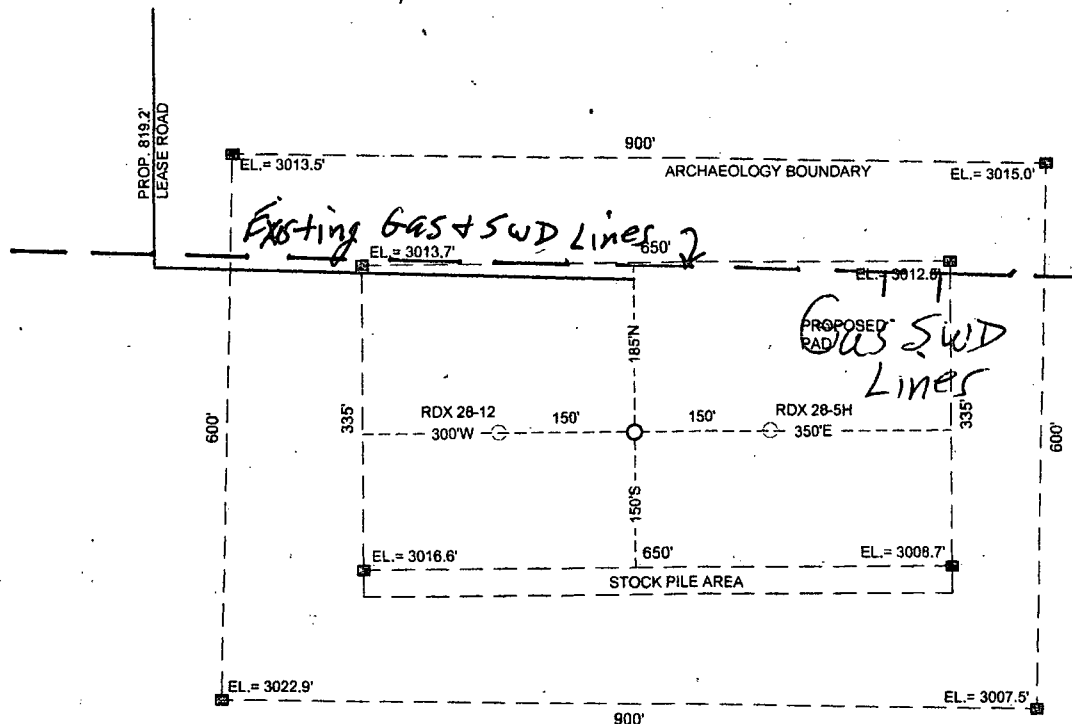 PROP. 819.2'
LEASE ROAD
900'
EL.= 3013.5'
ARCHAEOLOGY BOUNDARY
EL.= 3015.0'
Existing Gas & SWD Lines
650'
EL.= 3013.7'
PROPOSED
PAD
Gas SWD
Lines
185'N
600'
335'
RDX 28-12
300'W
150'
150'
RDX 28-5H
350'E
335'
600'
150'S
EL.= 3016.6'
650'
EL.= 3008.7'
STOCK PILE AREA
EL.= 3022.9'
EL.= 3007.5'
900'